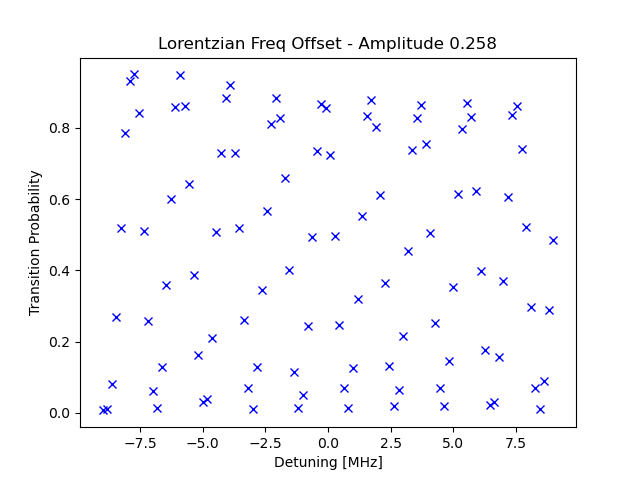 Lorentzian Freq Offset - Amplitude 0.258
Transition Probability
0.8
0.6
0.4
0.2
0.0
−7.5 −5.0 −2.5 0.0 2.5 5.0 7.5
Detuning [MHz]